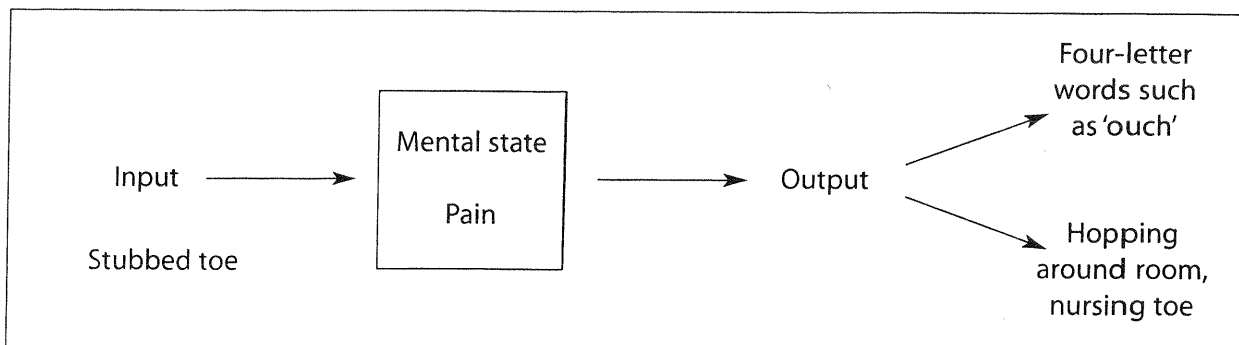 Input
Stubbed toe
Mental state
Pain
Output
Four-letter
words such
as 'ouch'
Hopping
around room,
nursing toe